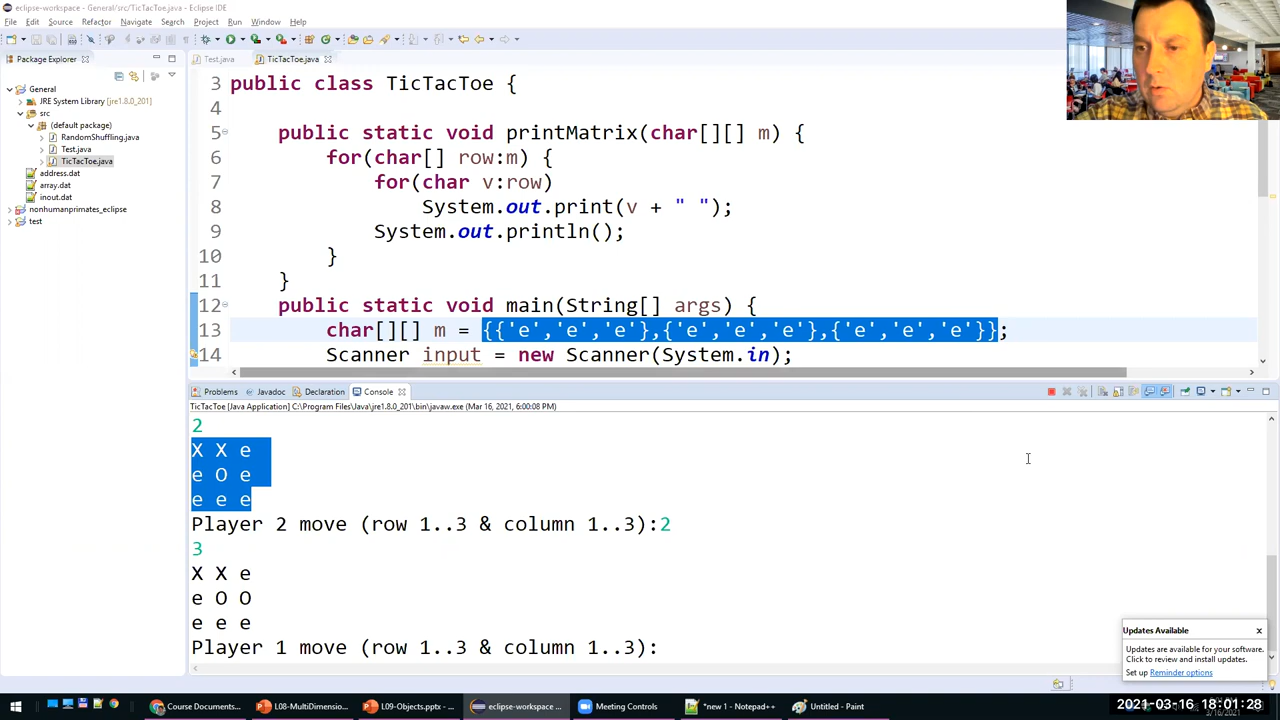 eclipse-workspace - General/src/TicTacToe.java - Eclipse IDE
File Edit Source Refactor Navigate Search Project Run Window Help
Package Explorer
General
JRE System Library [jre1.8.0_201]
src
(default package)
RandomShuffling.java
Test.java
TicTacToe.java
address.dat
array.dat
inout.dat
nonhumanprimates_eclipse
test
Test.java TicTacToe.java
3 public class TicTacToe {
4
5 public static void printMatrix(char[][] m) {
6 for(char[] row:m) {
7 for(char v:row)
8 System.out.print(v + " ");
9 System.out.println();
10 }
11 }
12 public static void main(String[] args) {
13 char[][] m = {{'e','e','e'},{'e','e','e'},{'e','e','e'}};
14 Scanner input = new Scanner(System.in);
Problems Javadoc Declaration Console
TicTacToe [Java Application] C:\Program Files\Java\jre1.8.0_201\bin\javaw.exe (Mar 16, 2021, 6:00:08 PM)
2
X X e
e O e
e e e
Player 2 move (row 1..3 & column 1..3):2
3
X X e
e O O
e e e
Player 1 move (row 1..3 & column 1..3):
Updates Available
Updates are available for your software.
Click to review and install updates.
Set up Reminder options
Course Documents... L08-MultiDimensio... L09-Objects.pptx - ... eclipse-workspace ... Meeting Controls *new 1 - Notepad++ Untitled - Paint
2021-03-16 18:01:28